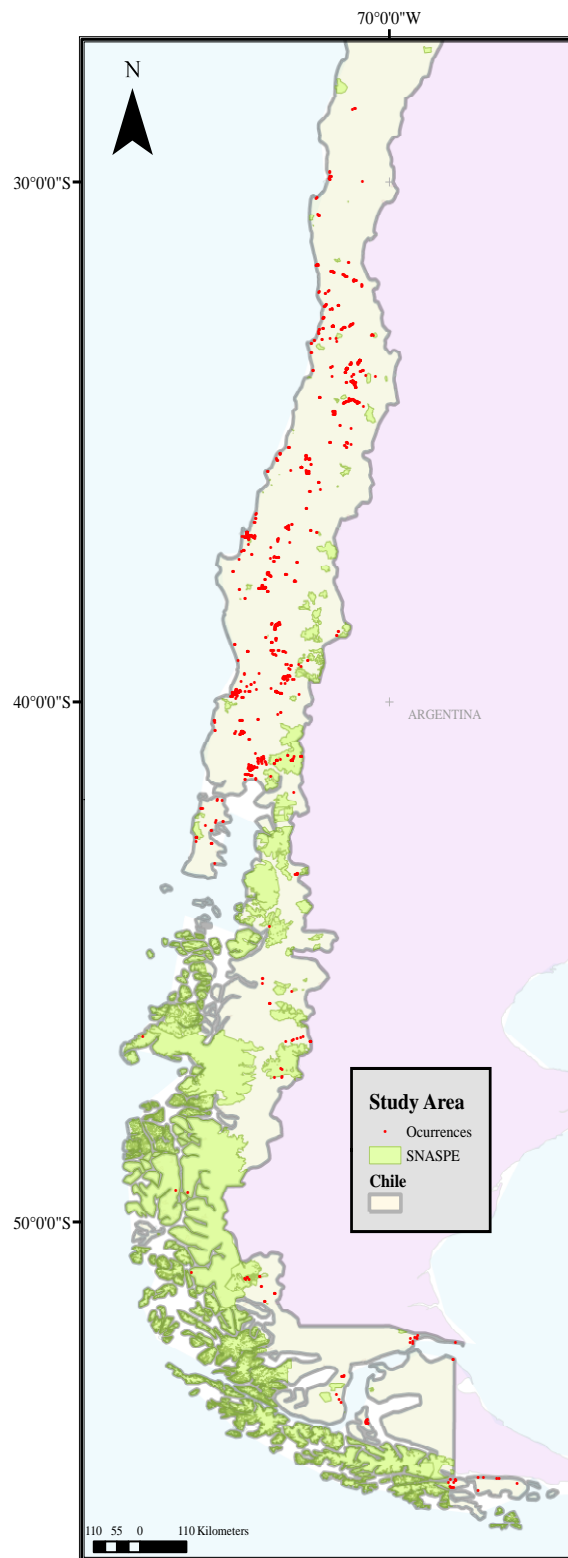 70°0'0"W
N
30°0'0"S
40°0'0"S
ARGENTINA
Study Area
Ocurrences
SNASPE
Chile
50°0'0"S
110 55 0 110 Kilometers